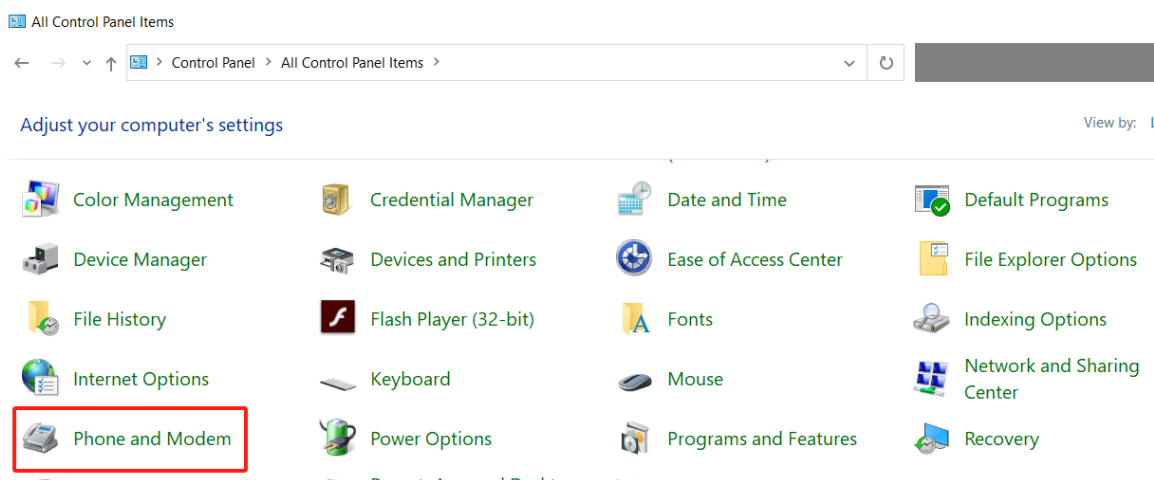 All Control Panel Items
Control Panel > All Control Panel Items >
Adjust your computer's settings
View by:
Color Management
Credential Manager
Date and Time
Default Programs
Device Manager
Devices and Printers
Ease of Access Center
File Explorer Options
File History
Flash Player (32-bit)
Fonts
Indexing Options
Internet Options
Keyboard
Mouse
Network and Sharing
Center
Phone and Modem
Power Options
Programs and Features
Recovery